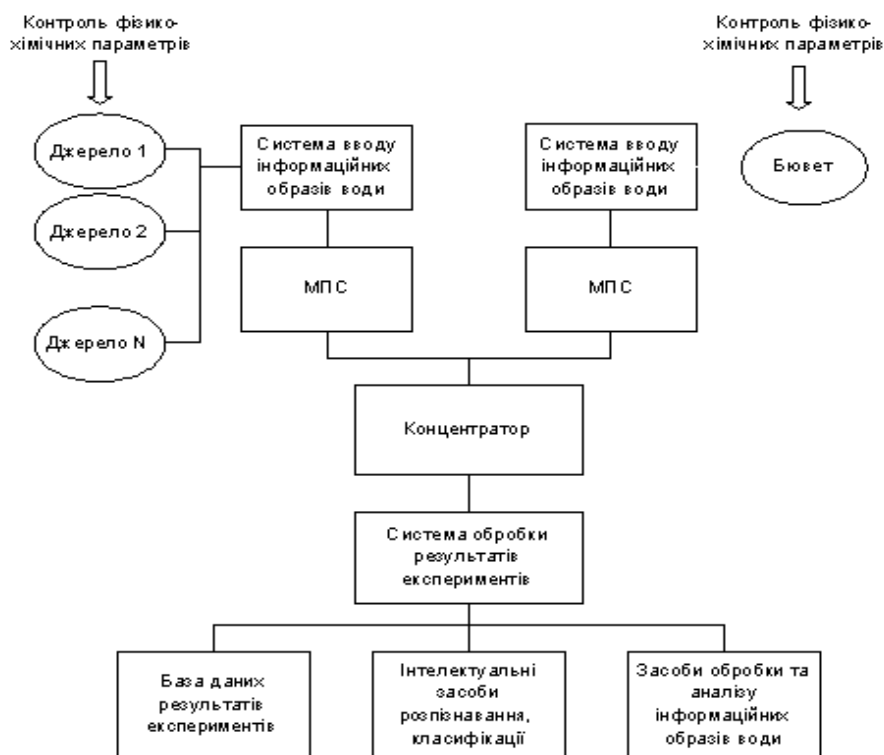 Контроль фізико-
хімічних параметрів
Контроль фізико-
хімічних параметрів
Джерело 1
Джерело 2
Джерело N
Система вводу
інформаційних
образів води
Система вводу
інформаційних
образів води
Бювет
МПС
МПС
Концентратор
Система обробки
результатів
експериментів
База даних
результатів
експериментів
Інтелектуальні
засоби
розпізнавання,
класифікації
Засоби обробки та
аналізу
інформаційних
образів води